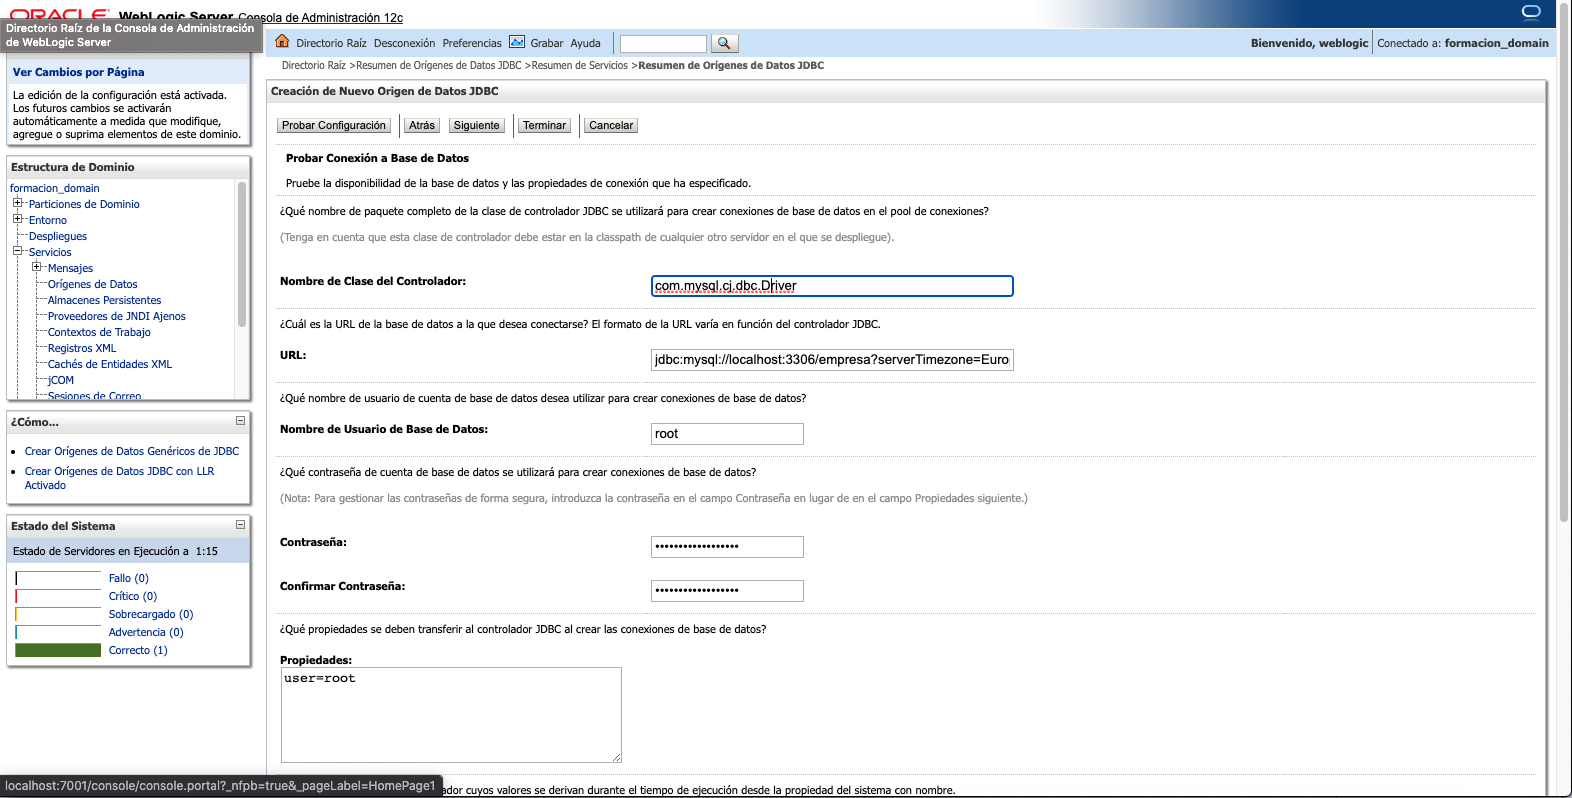 ORACLE WebLogic Server Consola de Administración 12c
Directorio Raíz de la Consola de Administración
de WebLogic Server
Directorio Raíz Desconexión Preferencias Grabar Ayuda
Bienvenido, weblogic Conectado a: formacion_domain
Directorio Raíz >Resumen de Orígenes de Datos JDBC >Resumen de Servicios >Resumen de Orígenes de Datos JDBC
Ver Cambios por Página
La edición de la configuración está activada.
Los futuros cambios se activarán
automáticamente a medida que modifique,
agregue o suprima elementos de este dominio.
Estructura de Dominio
formacion_domain
Particiones de Dominio
Entorno
Despliegues
Servicios
Mensajes
Orígenes de Datos
Almacenes Persistentes
Proveedores de JNDI Ajenos
Contextos de Trabajo
Registros XML
Cachés de Entidades XML
jCOM
Sesiones de Correo
¿Cómo...
Crear Orígenes de Datos Genéricos de JDBC
Crear Orígenes de Datos JDBC con LLR
Activado
Estado del Sistema
Estado de Servidores en Ejecución a 1:15
Fallo (0)
Crítico (0)
Sobrecargado (0)
Advertencia (0)
Correcto (1)
Creación de Nuevo Origen de Datos JDBC
Probar Configuración Atrás Siguiente Terminar Cancelar
Probar Conexión a Base de Datos
Pruebe la disponibilidad de la base de datos y las propiedades de conexión que ha especificado.
¿Qué nombre de paquete completo de la clase de controlador JDBC se utilizará para crear conexiones de base de datos en el pool de conexiones?
(Tenga en cuenta que esta clase de controlador debe estar en la classpath de cualquier otro servidor en el que se despliegue).
Nombre de Clase del Controlador: com.mysql.cj.dbc.Driver
¿Cuál es la URL de la base de datos a la que desea conectarse? El formato de la URL varía en función del controlador JDBC.
URL: jdbc:mysql://localhost:3306/empresa?serverTimezone=Euro
¿Qué nombre de usuario de cuenta de base de datos desea utilizar para crear conexiones de base de datos?
Nombre de Usuario de Base de Datos: root
¿Qué contraseña de cuenta de base de datos se utilizará para crear conexiones de base de datos?
(Nota: Para gestionar las contraseñas de forma segura, introduzca la contraseña en el campo Contraseña en lugar de en el campo Propiedades siguiente.)
Contraseña: ••••••••••••••••••
Confirmar Contraseña: ••••••••••••••••••
¿Qué propiedades se deben transferir al controlador JDBC al crear las conexiones de base de datos?
Propiedades:
user=root
ador cuyos valores se derivan durante el tiempo de ejecución desde la propiedad del sistema con nombre.
localhost:7001/console/console.portal?_nfpb=true&_pageLabel=HomePage1